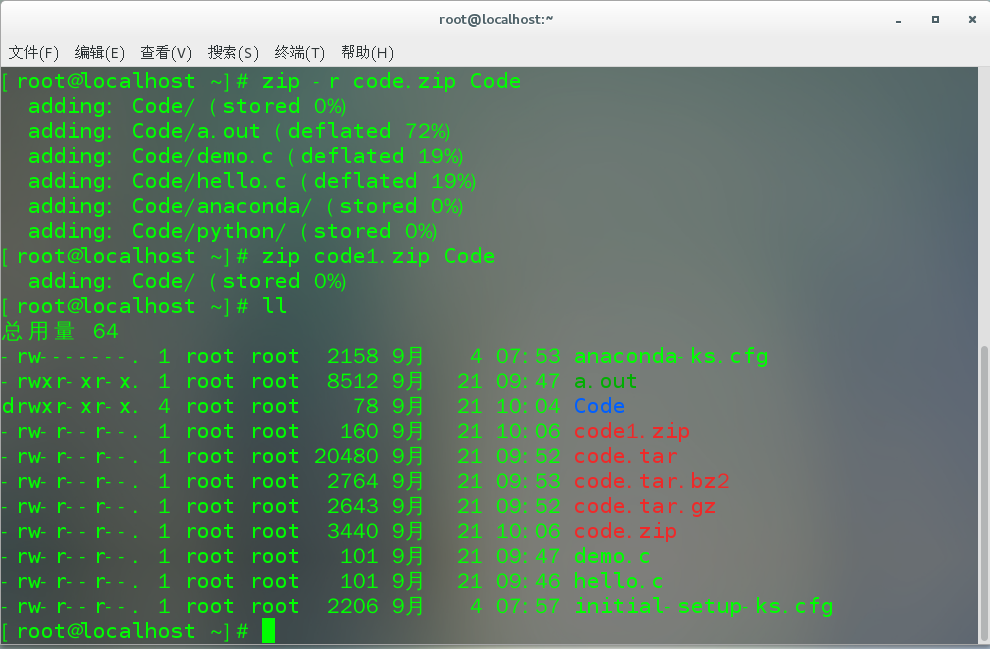 root@localhost:~
文件(F) 编辑(E) 查看(V) 搜索(S) 终端(T) 帮助(H)
[root@localhost ~]# zip -r code.zip Code
  adding: Code/ (stored 0%)
  adding: Code/a.out (deflated 72%)
  adding: Code/demo.c (deflated 19%)
  adding: Code/hello.c (deflated 19%)
  adding: Code/anaconda/ (stored 0%)
  adding: Code/python/ (stored 0%)
[root@localhost ~]# zip code1.zip Code
  adding: Code/ (stored 0%)
[root@localhost ~]# ll
总用量 64
-rw-------. 1 root root  2158 9月   4 07:53 anaconda-ks.cfg
-rwxr-xr-x. 1 root root  8512 9月  21 09:47 a.out
drwxr-xr-x. 4 root root    78 9月  21 10:04 Code
-rw-r--r--. 1 root root   160 9月  21 10:06 code1.zip
-rw-r--r--. 1 root root 20480 9月  21 09:52 code.tar
-rw-r--r--. 1 root root  2764 9月  21 09:53 code.tar.bz2
-rw-r--r--. 1 root root  2643 9月  21 09:52 code.tar.gz
-rw-r--r--. 1 root root  3440 9月  21 10:06 code.zip
-rw-r--r--. 1 root root   101 9月  21 09:47 demo.c
-rw-r--r--. 1 root root   101 9月  21 09:46 hello.c
-rw-r--r--. 1 root root  2206 9月   4 07:57 initial-setup-ks.cfg
[root@localhost ~]#